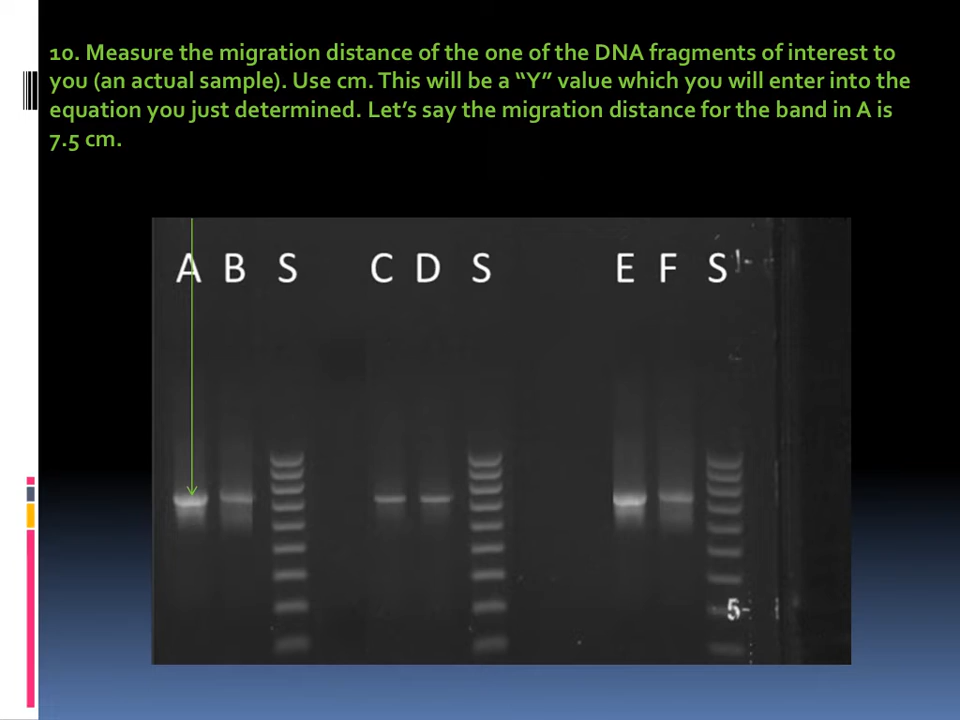 10. Measure the migration distance of the one of the DNA fragments of interest to
you (an actual sample). Use cm. This will be a “Y” value which you will enter into the
equation you just determined. Let’s say the migration distance for the band in A is
7.5 cm.
A B S C D S E F S 1-
5-